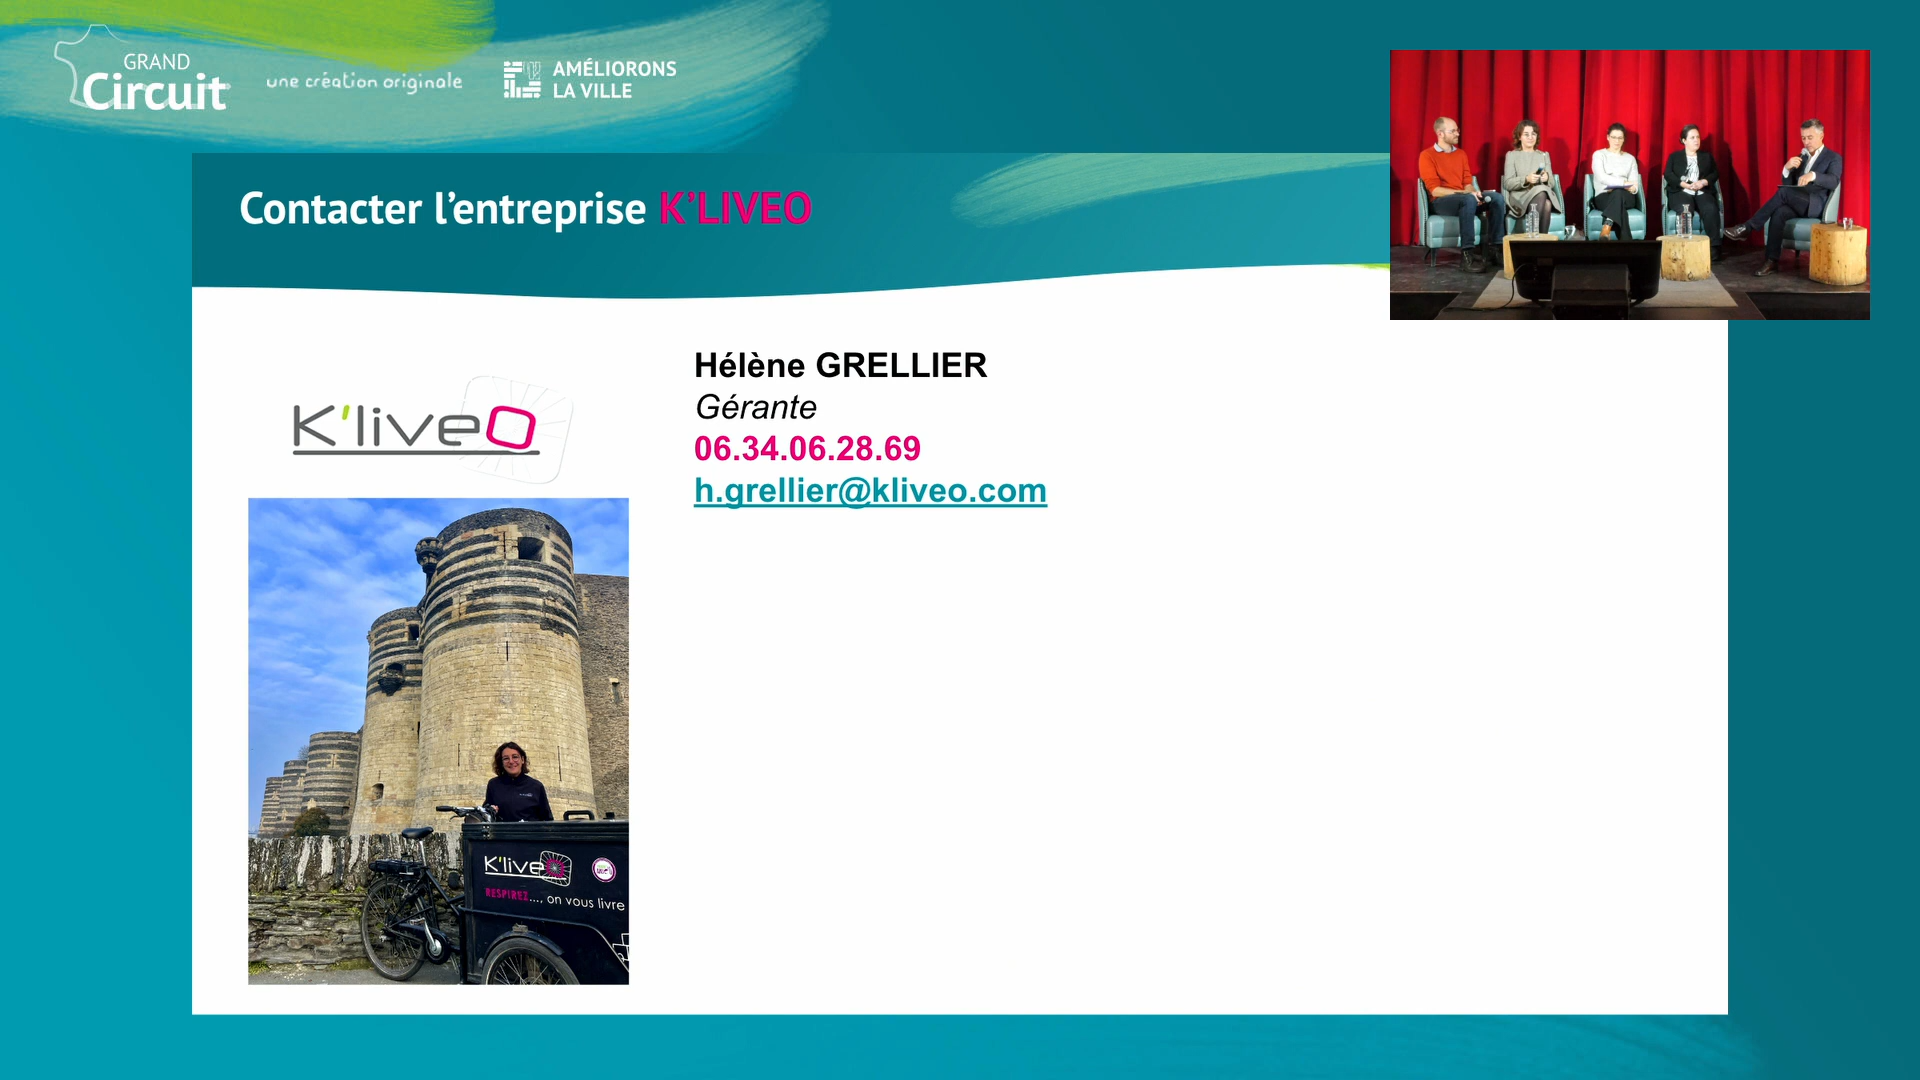 GRAND
Circuit
une création originale
AMÉLIORONS
LA VILLE
Contacter l'entreprise K'LIVEO
K'liveO
Hélène GRELLIER
Gérante
06.34.06.28.69
h.grellier@kliveo.com
K'liveO
RESPIREZ..., on vous livre